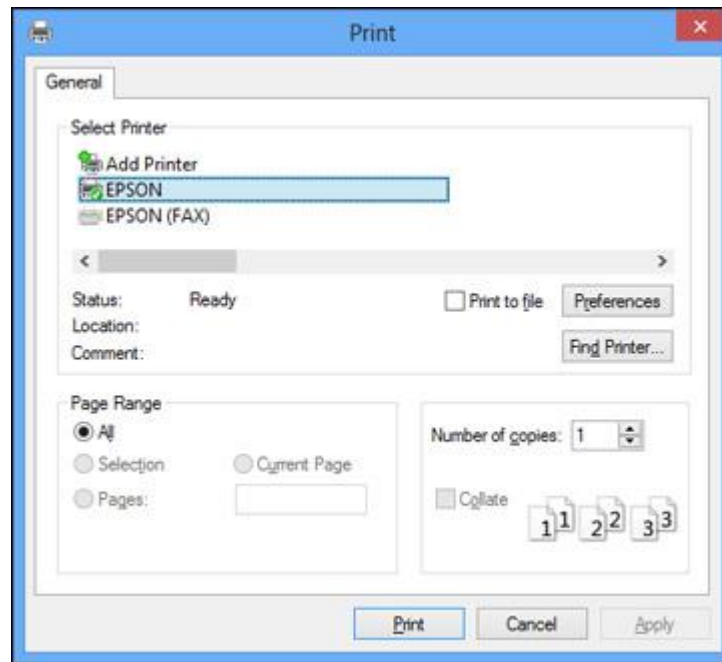 Print
General
Select Printer
Add Printer
EPSON
EPSON (FAX)
Status: Ready
Print to file
Preferences
Location:
Comment:
Find Printer...
Page Range
All
Selection
Current Page
Pages:
Number of copies: 1
Collate
1 1 2 2 3 3
Print
Cancel
Apply